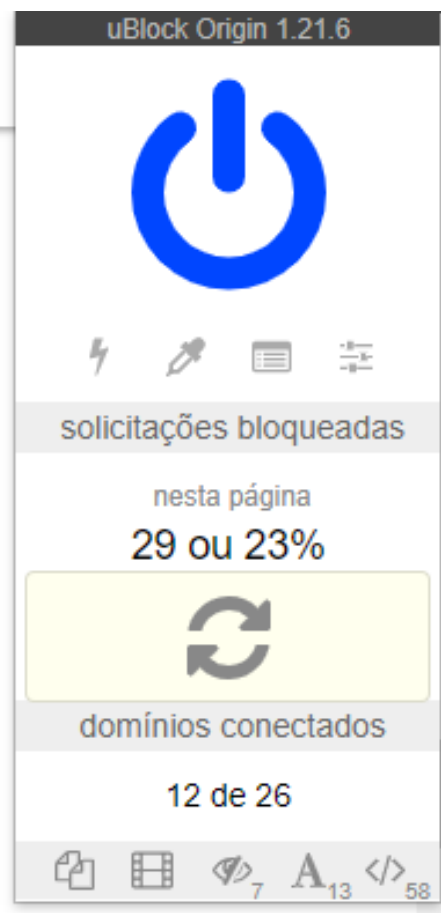 uBlock Origin 1.21.6
solicitações bloqueadas
nesta página
29 ou 23%
domínios conectados
12 de 26
7 A 13 </> 58